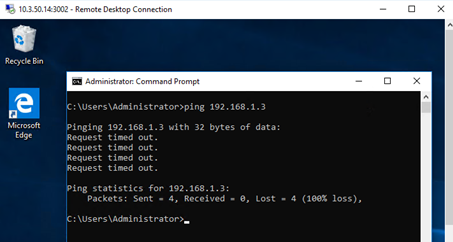 10.3.50.14:3002 - Remote Desktop Connection
Recycle Bin
Microsoft
Edge
Administrator: Command Prompt
C:\Users\Administrator>ping 192.168.1.3
Pinging 192.168.1.3 with 32 bytes of data:
Request timed out.
Request timed out.
Request timed out.
Request timed out.
Ping statistics for 192.168.1.3:
    Packets: Sent = 4, Received = 0, Lost = 4 (100% loss),
C:\Users\Administrator>